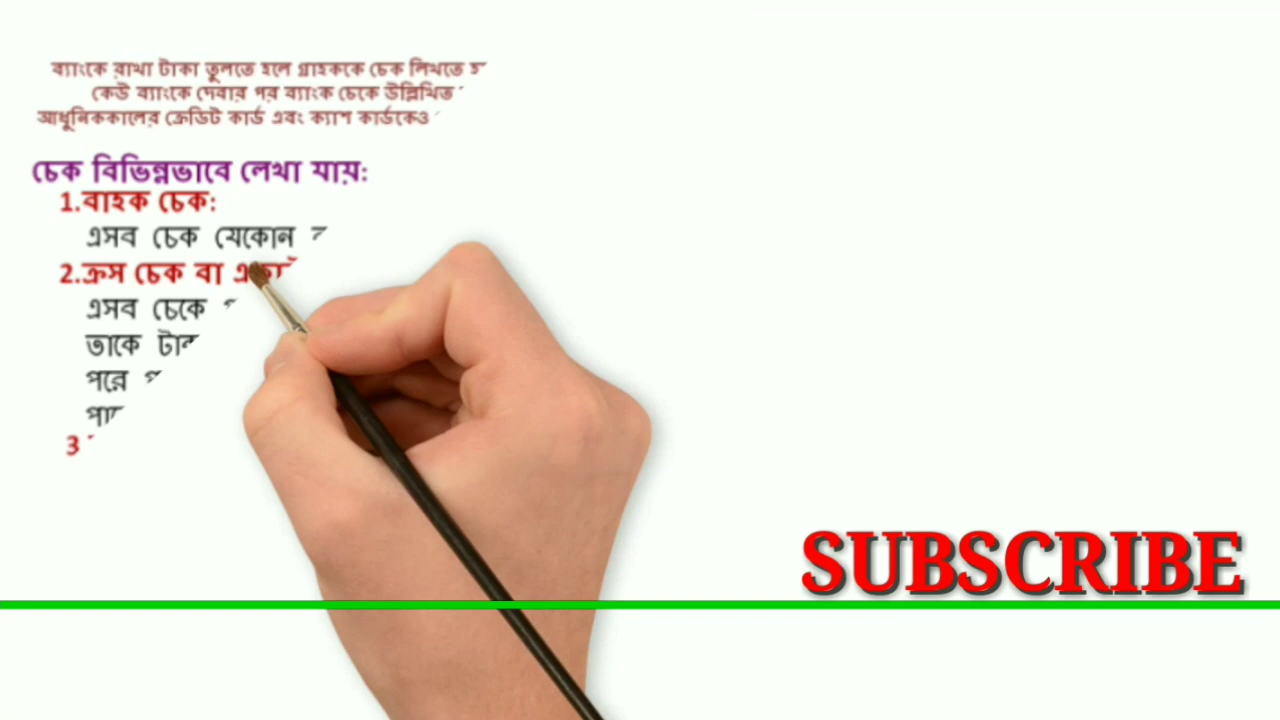 ব্যাংকে রাখা টাকা তুলতে হলে গ্রাহককে চেক লিখতে
কেউ ব্যাংকে দেবার পর ব্যাংক চেকে উল্লিখিত
আধুনিককালের ক্রেডিট কার্ড এবং ক্যাশ কার্ডকেও
চেক বিভিন্নভাবে লেখা যায়:
1.বাহক চেক:
এসব চেক যেকোন
2.ক্রস চেক বা
এসব চেকে
তাকে
পরে
3
SUBSCRIBE